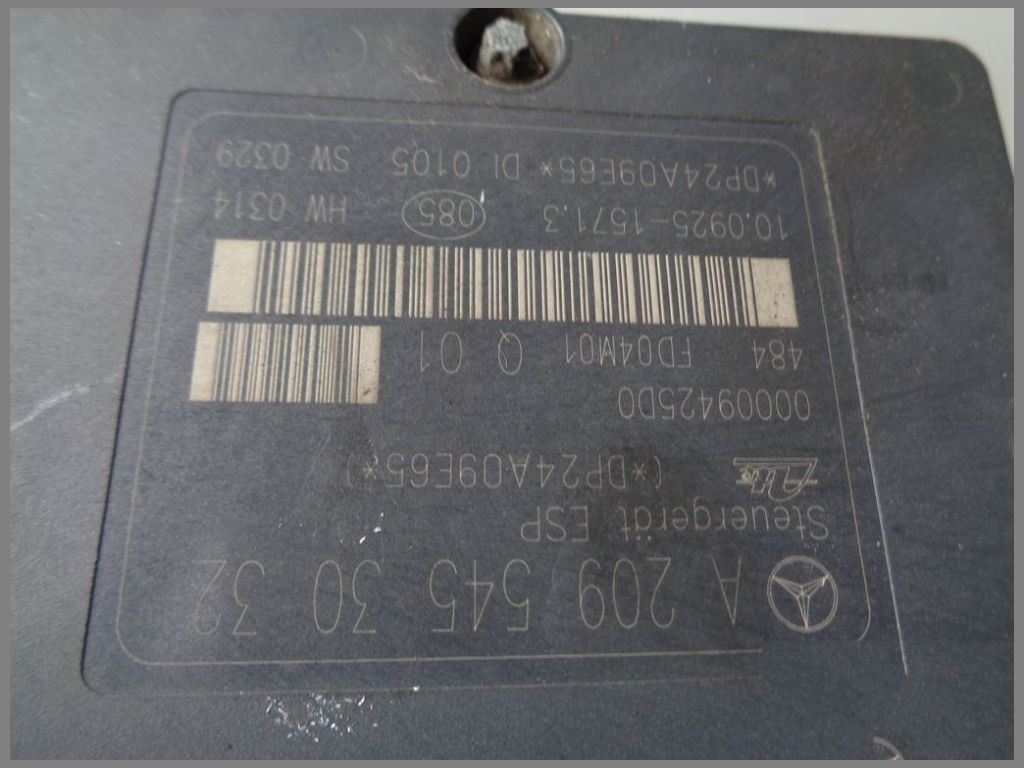 A 209 545 30 32
Steuergerät ESP
(*DP24A09E65*)
00009425D0
484 FD04M01 Q 01
10.0925-1571.3 085 HW 0314
*DP24A09E65* DI 0105 SW 0329